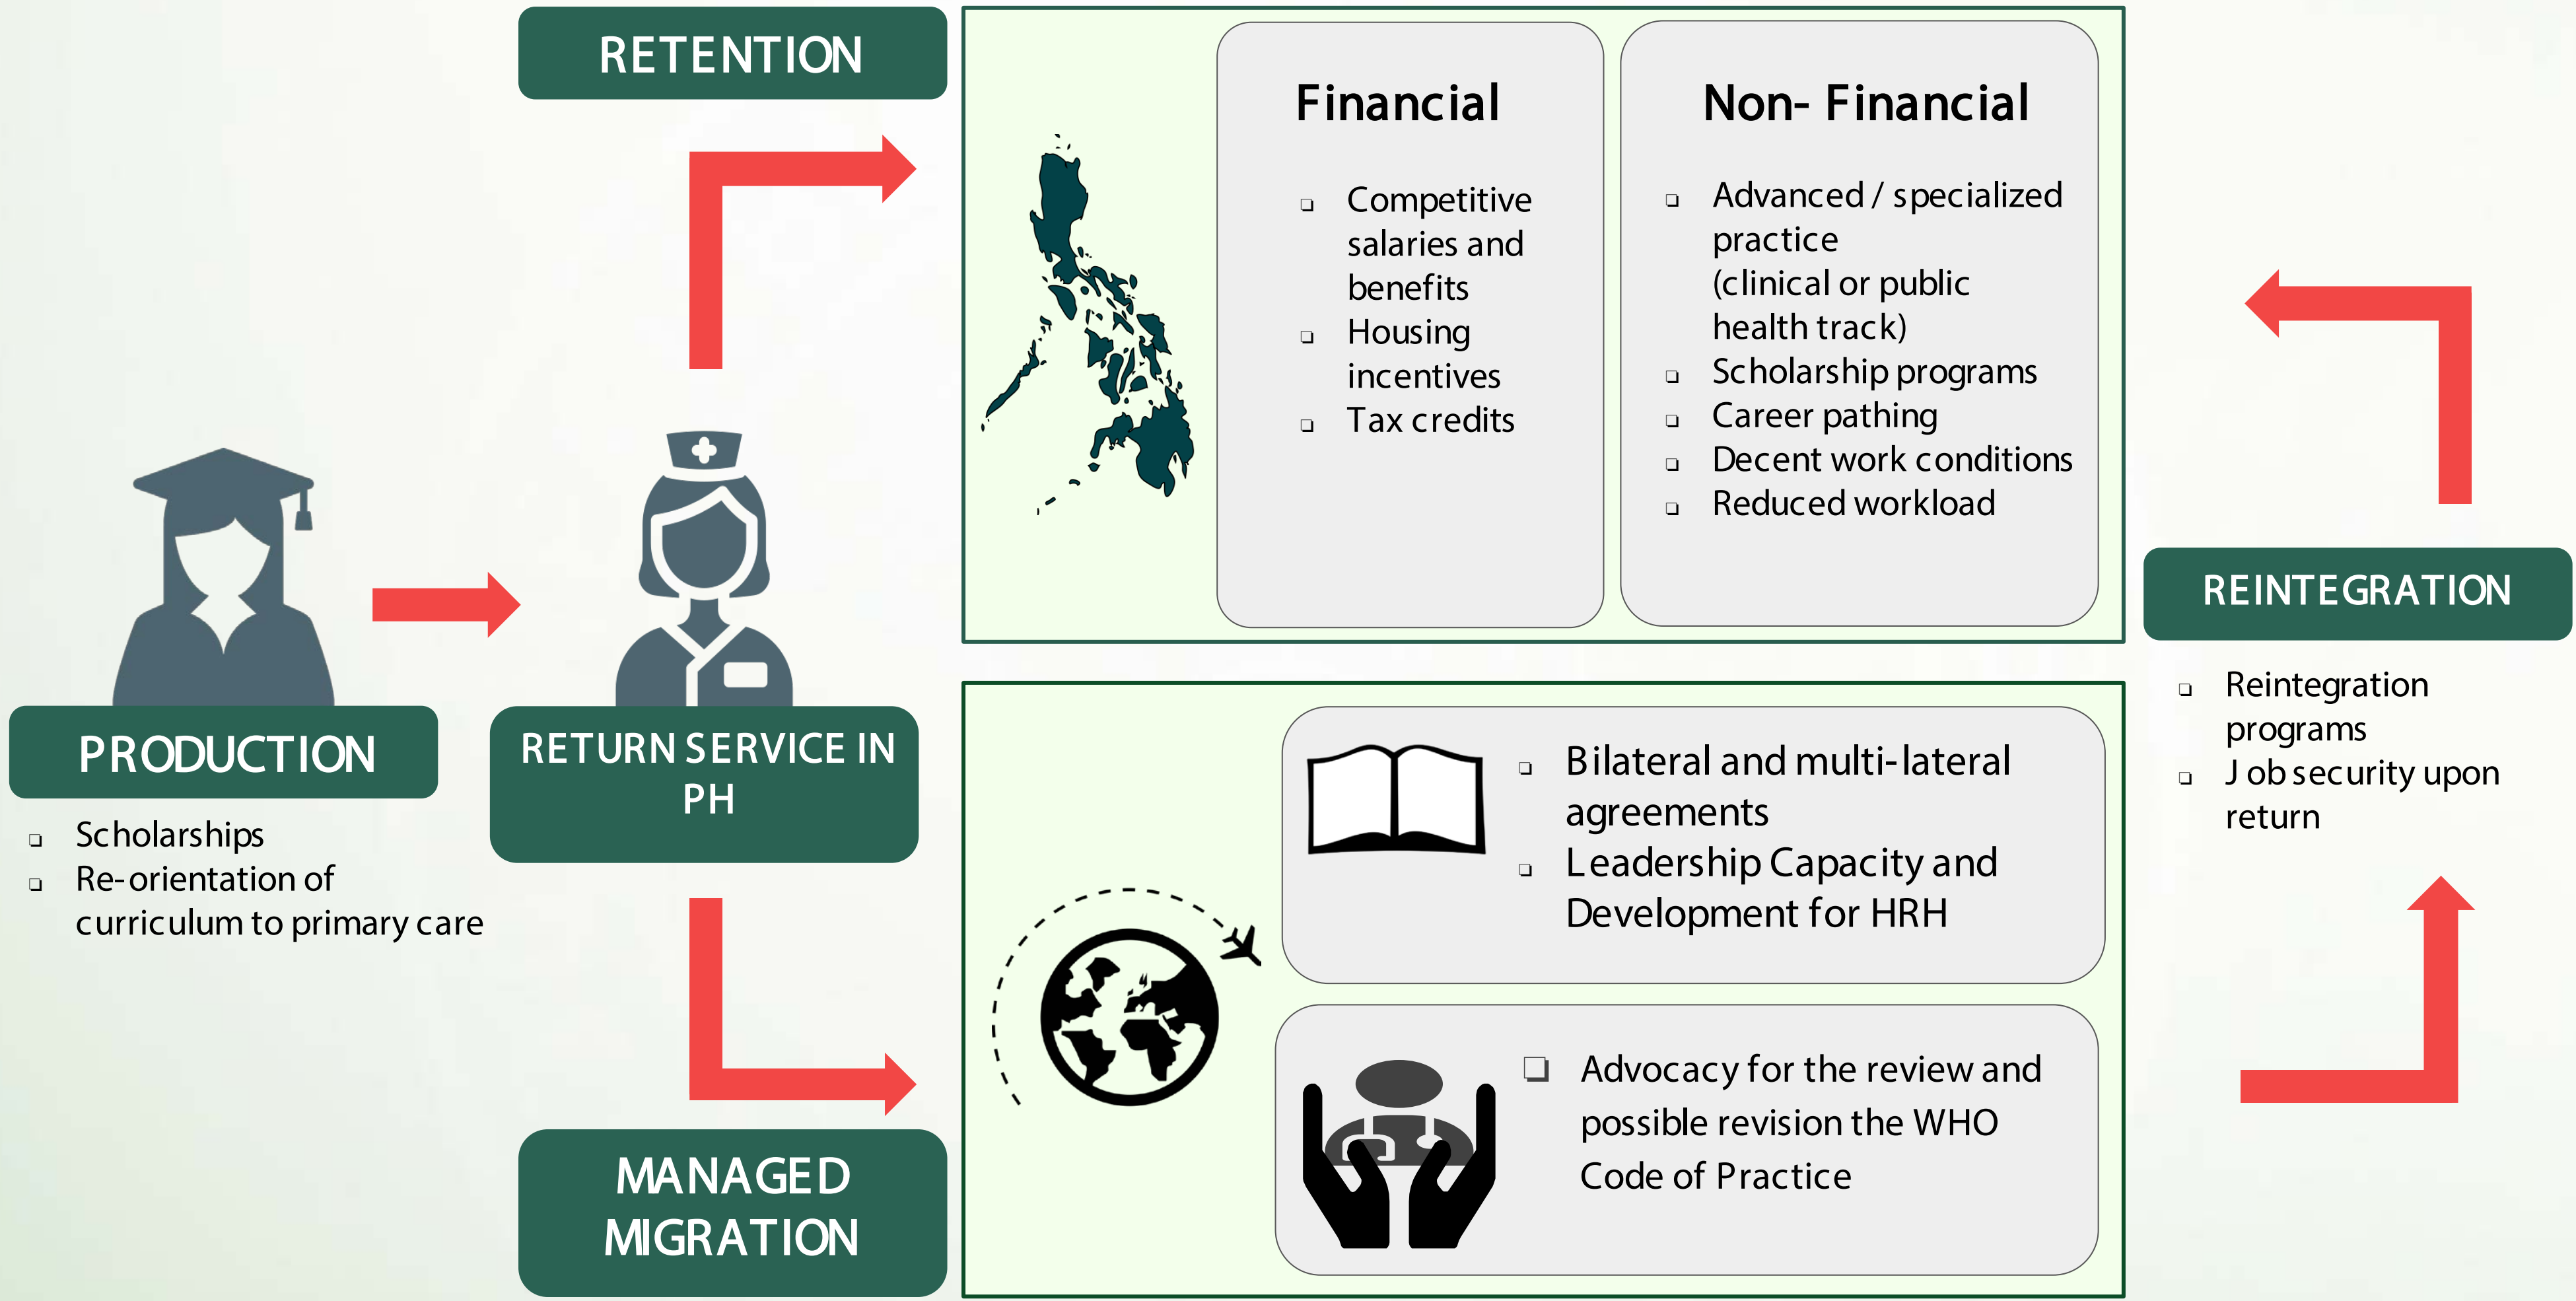 RETENTION
Financial
Competitive
salaries and
benefits
Housing
incentives
Tax credits
Non- Financial
Advanced / specialized
practice
(clinical or public
health track)
Scholarship programs
Career pathing
Decent work conditions
Reduced workload
PRODUCTION
Scholarships
Re-orientation of
curriculum to primary care
RETURN SERVICE IN
PH
REINTEGRATION
Reintegration
programs
Job security upon
return
Bilateral and multi-lateral
agreements
Leadership Capacity and
Development for HRH
Advocacy for the review and
possible revision the WHO
Code of Practice
MANAGED
MIGRATION